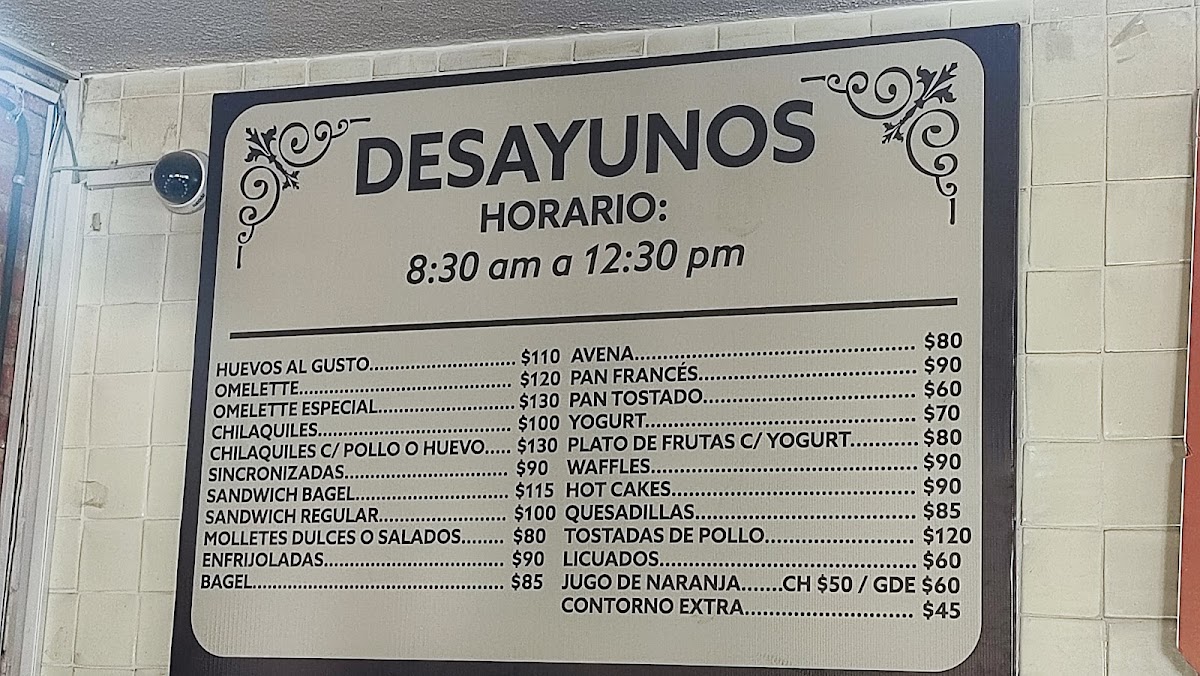 DESAYUNOS
HORARIO:
8:30 am a 12:30 pm
HUEVOS AL GUSTO........................ $110
OMELETTE........................ $120
OMELETTE ESPECIAL........................ $130
CHILAQUILES........................ $100
CHILAQUILES C/ POLLO O HUEVO..... $130
SINCRONIZADAS........................ $90
SANDWICH BAGEL........................ $115
SANDWICH REGULAR........................ $100
MOLLETES DULCES O SALADOS........ $80
ENFRIJOLADAS........................ $90
BAGEL........................ $85
AVENA........................ $80
PAN FRANCÉS........................ $90
PAN TOSTADO........................ $60
YOGURT........................ $70
PLATO DE FRUTAS C/ YOGURT........... $80
WAFFLES........................ $90
HOT CAKES........................ $90
QUESADILLAS........................ $85
TOSTADAS DE POLLO........................ $120
LICUADOS........................ $60
JUGO DE NARANJA.......CH $50 / GDE $60
CONTORNO EXTRA........................ $45